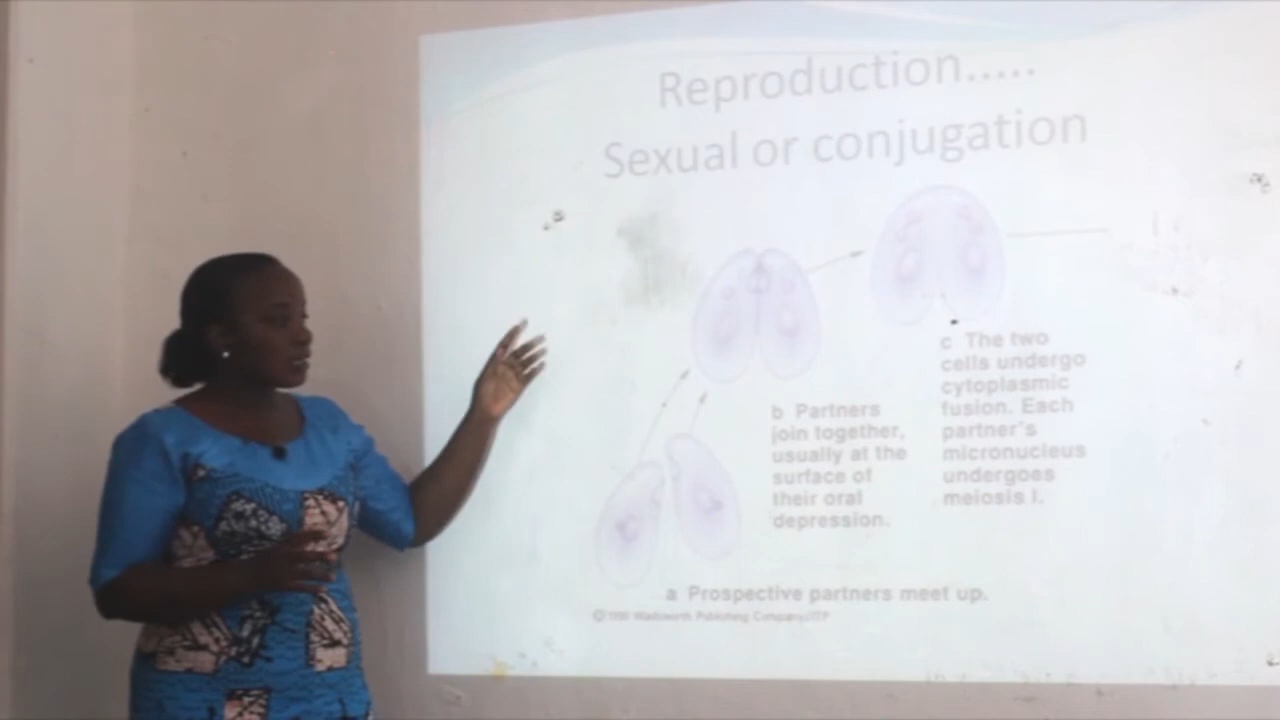 Reproduction.....
Sexual or conjugation
c The two
cells undergo
cytoplasmic
fusion. Each
partner's
micronucleus
undergoes
meiosis I.
b Partners
join together,
usually at the
surface of
their oral
depression.
a Prospective partners meet up.
Wadsworth Publishing Company/ITP